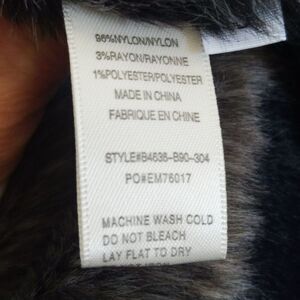 96%NYLON/NYLON
3%RAYON/RAYONNE
1%POLYESTER/POLYESTER
MADE IN CHINA
FABRIQUE EN CHINE
STYLE#B4636-B90-304
PO#EM76017
MACHINE WASH COLD
DO NOT BLEACH
LAY FLAT TO DRY